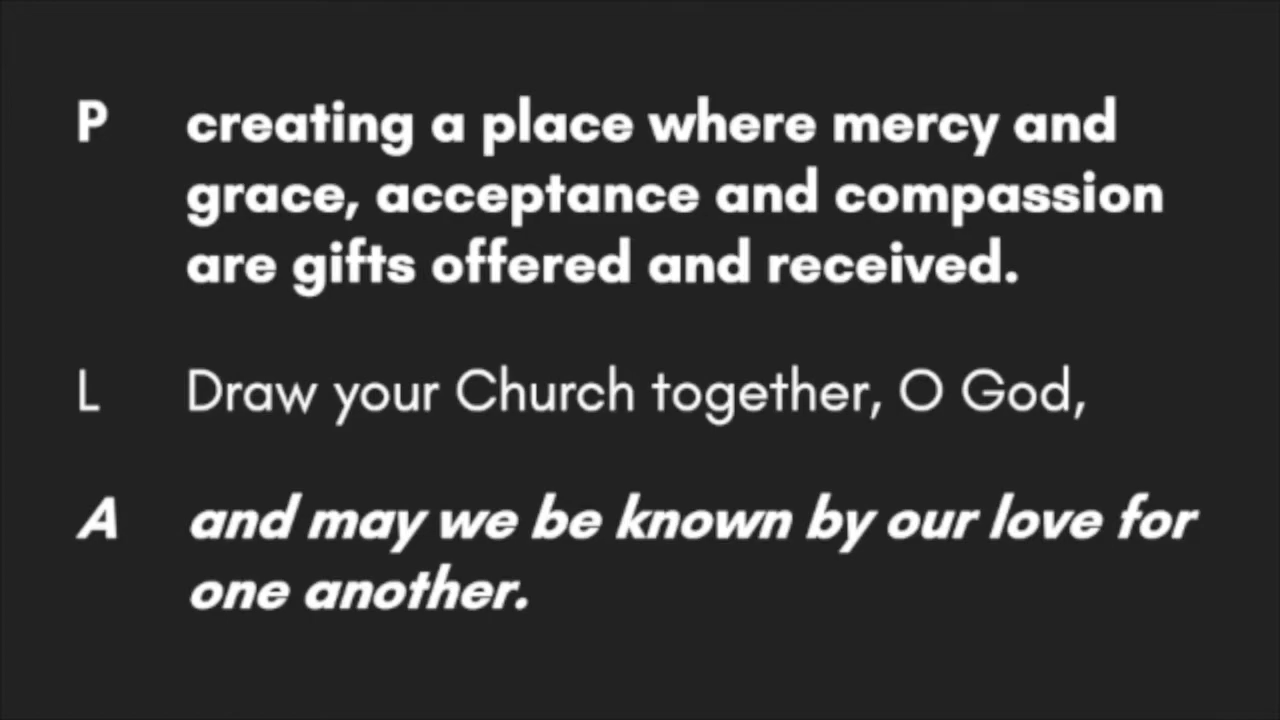 P creating a place where mercy and
grace, acceptance and compassion
are gifts offered and received.
L Draw your Church together, O God,
A and may we be known by our love for
one another.